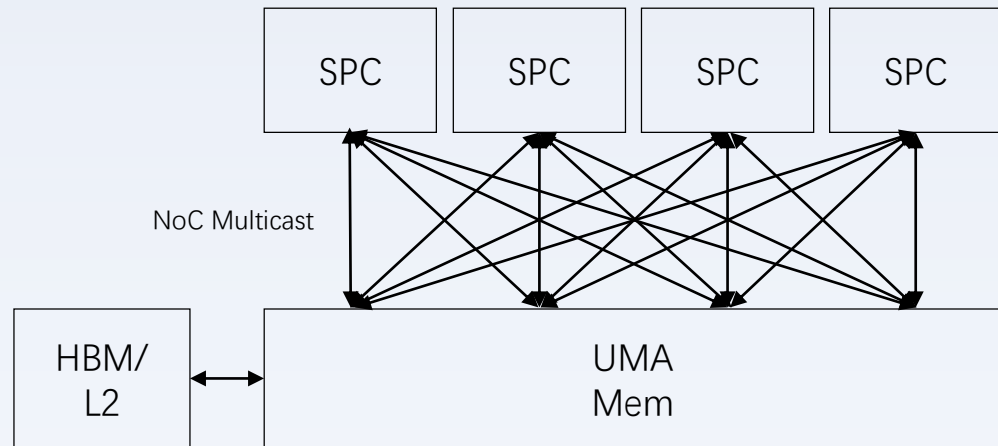 SPC SPC SPC SPC
NoC Multicast
HBM/
L2
UMA
Mem